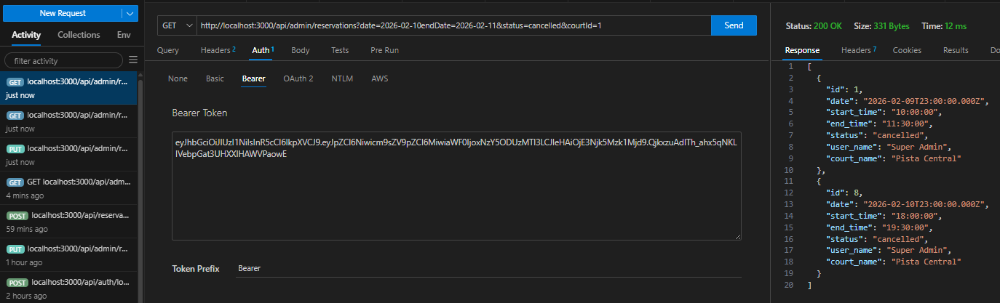 New Request
Activity
Collections
Env
filter activity
GET localhost:3000/api/admin/r...
just now
GET localhost:3000/api/admin/r...
just now
PUT localhost:3000/api/admin/r...
just now
GET GET localhost:3000/api/adm...
4 mins ago
POST localhost:3000/api/reserva...
59 mins ago
PUT localhost:3000/api/admin/r...
1 hour ago
POST localhost:3000/api/auth/lo...
2 hours ago
GET http://localhost:3000/api/admin/reservations?date=2026-02-10endDate=2026-02-11&status=cancelled&courtId=1 Send
Query Headers 2 Auth 1 Body Tests Pre Run
None Basic Bearer OAuth 2 NTLM AWS
Bearer Token
Token Prefix Bearer
Status: 200 OK Size: 331 Bytes Time: 12 ms
Response Headers 7 Cookies Results Do
1 [
2 {
3 "id": 1,
4 "date": "2026-02-09T23:00:00.000Z",
5 "start_time": "10:00:00",
6 "end_time": "11:30:00",
7 "status": "cancelled",
8 "user_name": "Super Admin",
9 "court_name": "Pista Central"
10 },
11 {
12 "id": 8,
13 "date": "2026-02-10T23:00:00.000Z",
14 "start_time": "18:00:00",
15 "end_time": "19:30:00",
16 "status": "cancelled",
17 "user_name": "Super Admin",
18 "court_name": "Pista Central"
19 }
20 ]